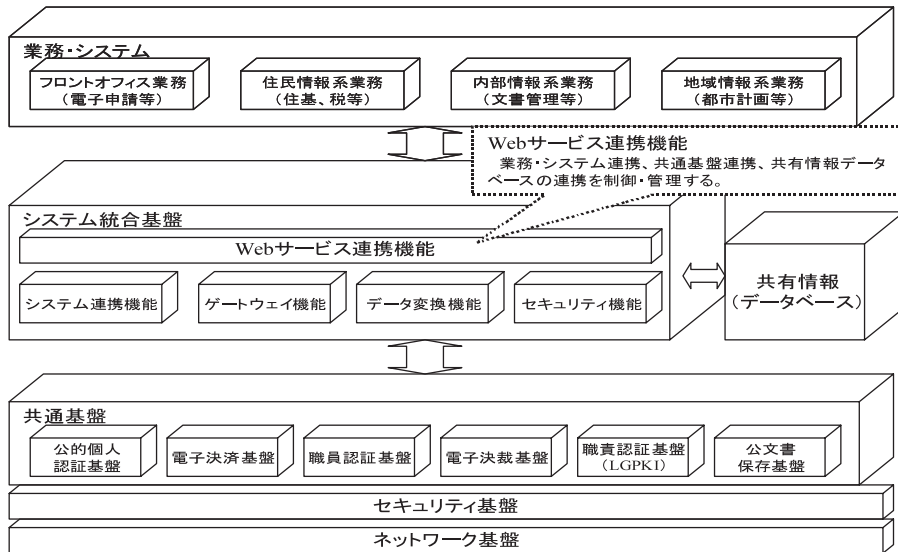 業務・システム
フロントオフィス業務
(電子申請等)
住民情報系業務
(住基、税等)
内部情報系業務
(文書管理等)
地域情報系業務
(都市計画等)
Webサービス連携機能
業務・システム連携、共通基盤連携、共有情報データ
ベースの連携を制御・管理する。
システム統合基盤
Webサービス連携機能
システム連携機能
ゲートウェイ機能
データ変換機能
セキュリティ機能
共有情報
(データベース)
共通基盤
公的個人
認証基盤
電子決済基盤
職員認証基盤
電子決裁基盤
職責認証基盤
(LGPKI)
公文書
保存基盤
セキュリティ基盤
ネットワーク基盤